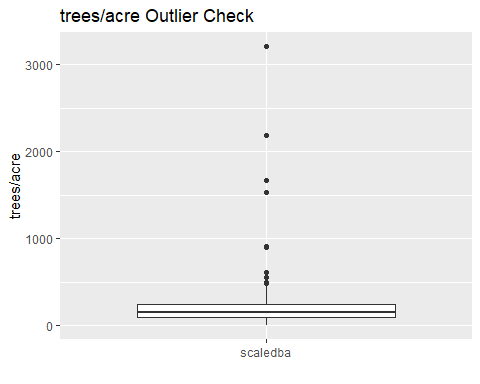 trees/acre Outlier Check
trees/acre
3000
2000
1000
0
scaledba